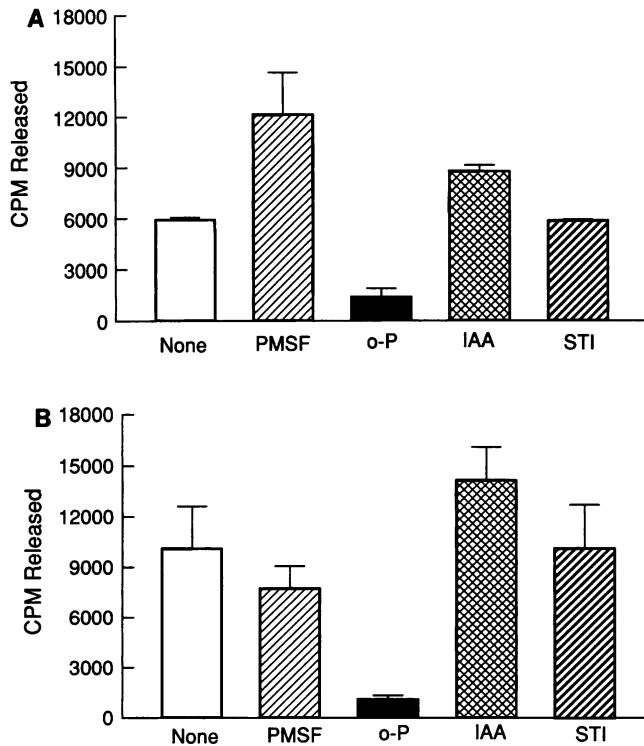 A
CPM Released
18000
15000
12000
9000
6000
3000
0
None PMSF o-P IAA STI
B
CPM Released
18000
15000
12000
9000
6000
3000
0
None PMSF o-P IAA STI